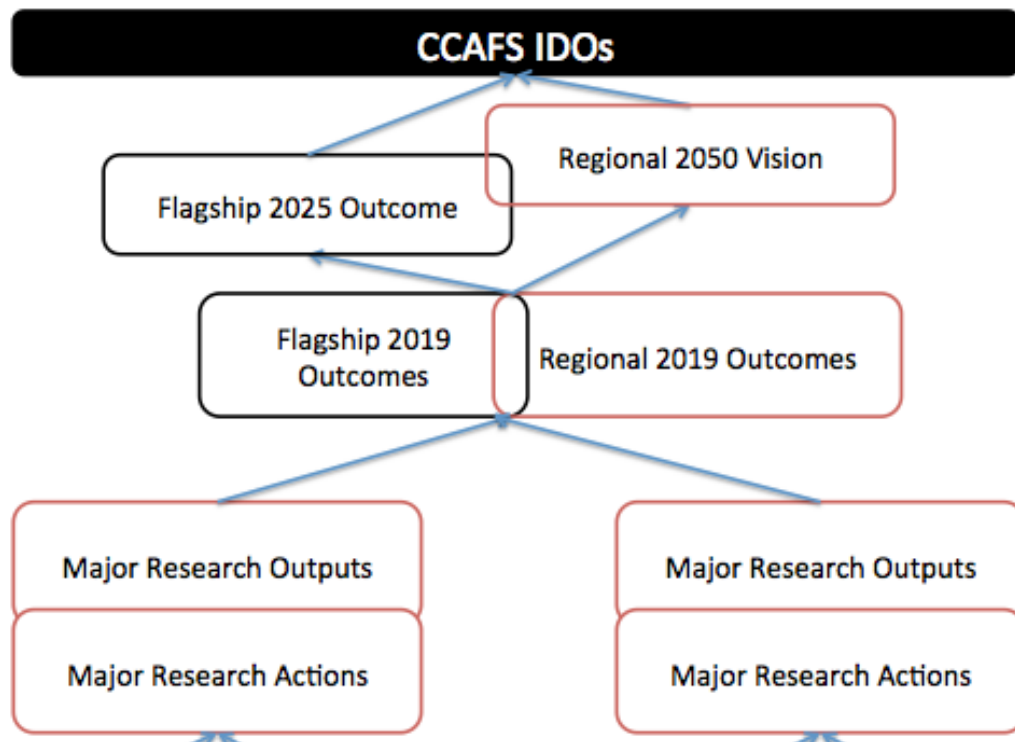 CCAFS IDOs
Regional 2050 Vision
Flagship 2025 Outcome
Flagship 2019
Outcomes
Regional 2019 Outcomes
Major Research Outputs
Major Research Outputs
Major Research Actions
Major Research Actions